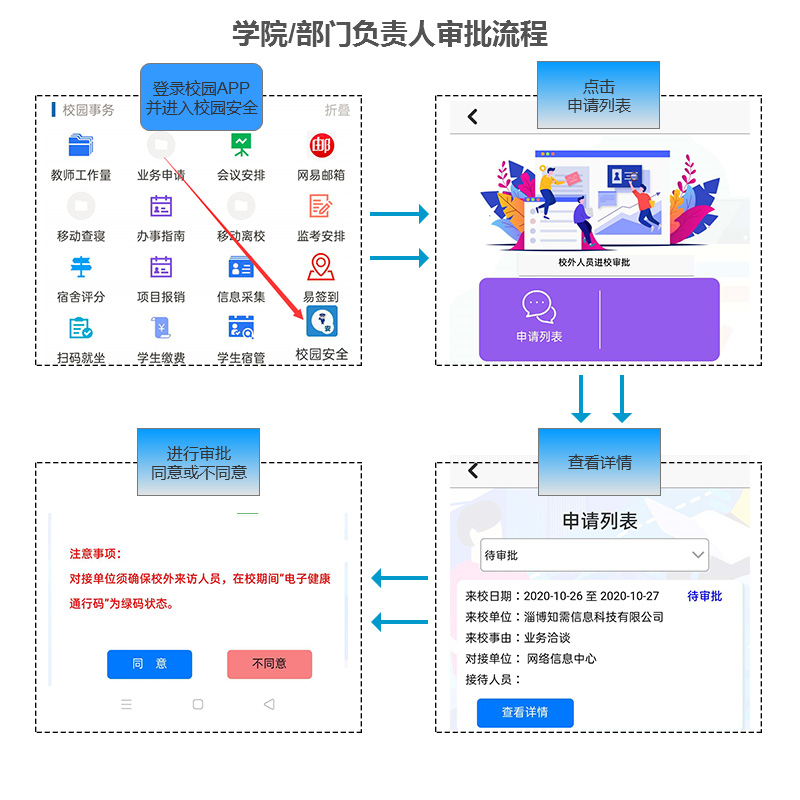 学院/部门负责人审批流程
登录校园APP
并进入校园安全
校园事务
折叠
教师工作量
业务申请
会议安排
邮
网易邮箱
移动查寝
办事指南
移动离校
监考安排
宿舍评分
项目报销
信息采集
易签到
扫码就坐
学生缴费
学生宿管
安
校园安全
点击
申请列表
校外人员进校审批
申请列表
查看详情
申请列表
待审批
来校日期：2020-10-26 至 2020-10-27
待审批
来校单位：淄博知需信息科技有限公司
来校事由：业务洽谈
对接单位： 网络信息中心
接待人员：
查看详情
进行审批
同意或不同意
注意事项：
对接单位须确保校外来访人员，在校期间“电子健康
通行码”为绿码状态。
同 意
不同意